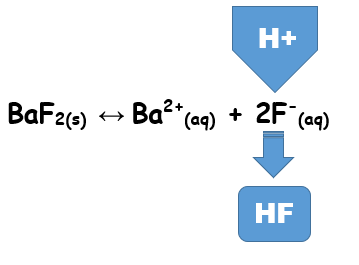 H+
BaF₂(s) ↔ Ba²⁺(aq) + 2F⁻(aq)
HF